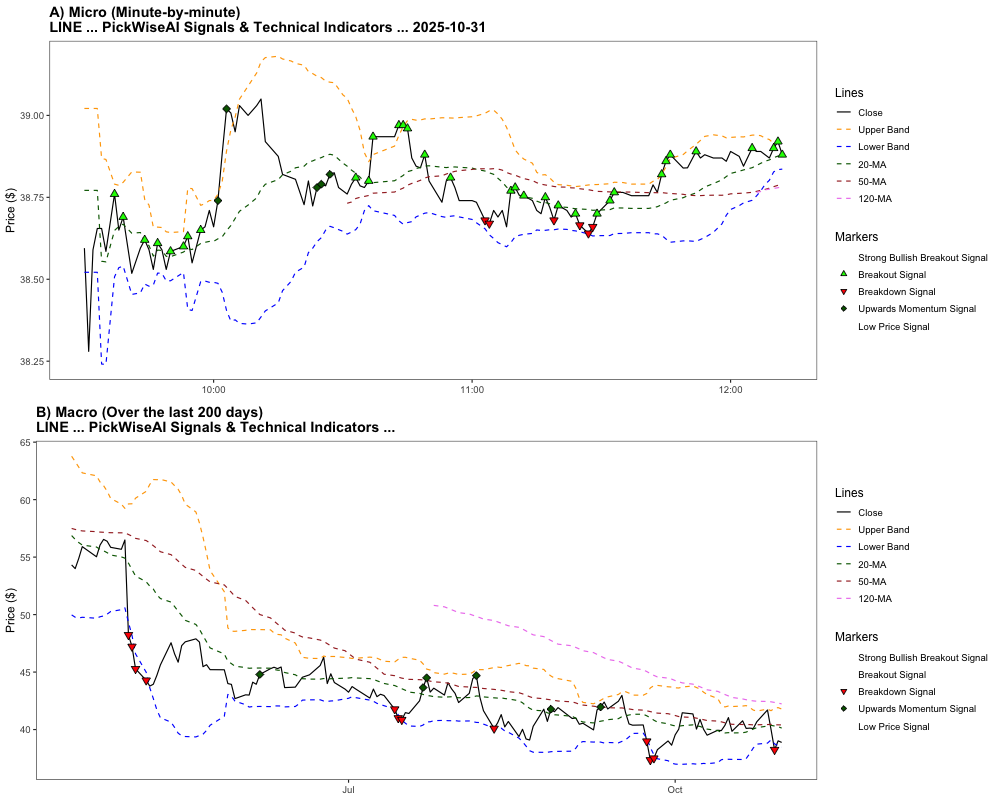 A) Micro (Minute-by-minute)
LINE ... PickWiseAI Signals & Technical Indicators ... 2025-10-31
Price ($)
39.00
38.75
38.50
38.25
10:00
11:00
12:00
Lines
Close
Upper Band
Lower Band
20-MA
50-MA
120-MA
Markers
Strong Bullish Breakout Signal
Breakout Signal
Breakdown Signal
Upwards Momentum Signal
Low Price Signal
B) Macro (Over the last 200 days)
LINE ... PickWiseAI Signals & Technical Indicators ...
Price ($)
65
60
55
50
45
40
Jul
Oct
Lines
Close
Upper Band
Lower Band
20-MA
50-MA
120-MA
Markers
Strong Bullish Breakout Signal
Breakout Signal
Breakdown Signal
Upwards Momentum Signal
Low Price Signal